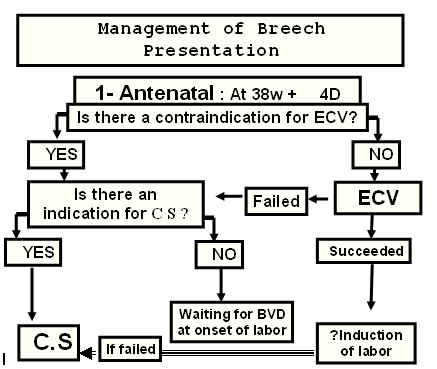 Management of Breech
Presentation
1- Antenatal : At 38w + 4D
Is there a contraindication for ECV?
YES
NO
Is there an
indication for C S ?
Failed
ECV
YES
NO
Succeeded
Waiting for BVD
at onset of labor
C.S
If failed
?Induction
of labor